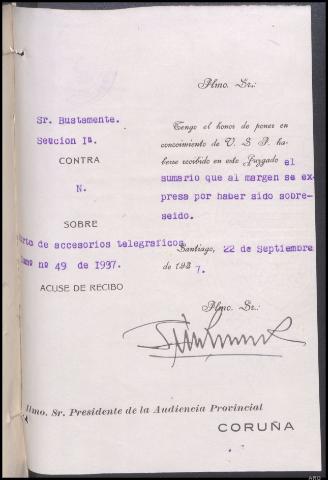 Ilmo. Sr.:
Sr. Bustamente.
Seccion Iª.
CONTRA
N.
SOBRE
urto de accesorios telegraficos
nº 49 de 1937.
ACUSE DE RECIBO
Tengo el honor de poner en
conocimiento de V. S. I. ha-
berse recibido en este Juzgado el
sumario que al margen se ex-
presa por haber sido sobre-
seido.
Santiago, 22 de Septiembre
de 1937.
Ilmo. Sr.:
Ilmo. Sr. Presidente de la Audiencia Provincial
CORUÑA